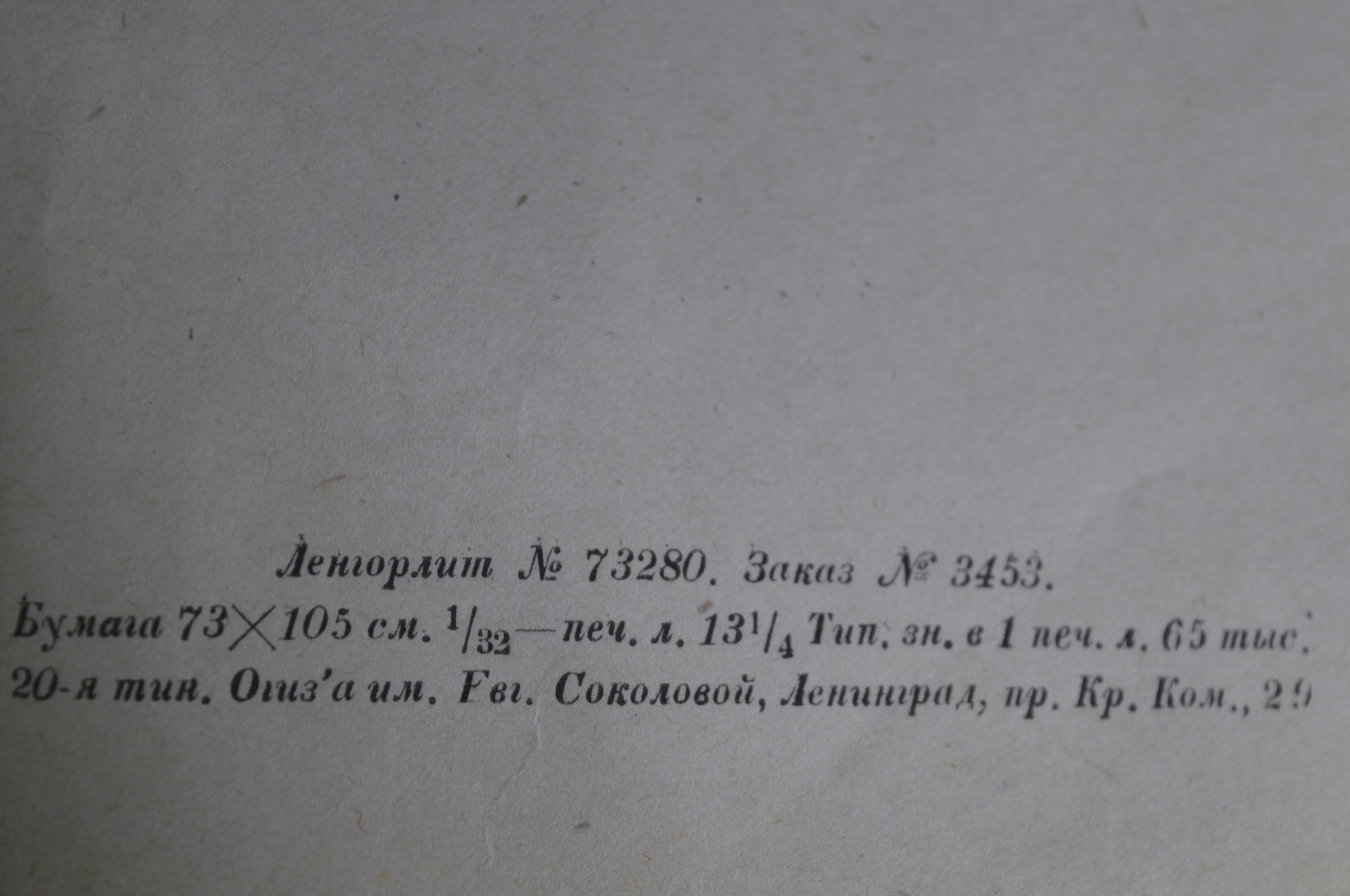 Ленгорлит № 73280. Заказ № 3453.
Бумага 73×105 см. 1/32—печ. л. 13 1/4 Тип. зн. в 1 печ. л. 65 тыс.
20-я тип. Огиз'а им. Евг. Соколовой, Ленинград, пр. Кр. Ком., 29